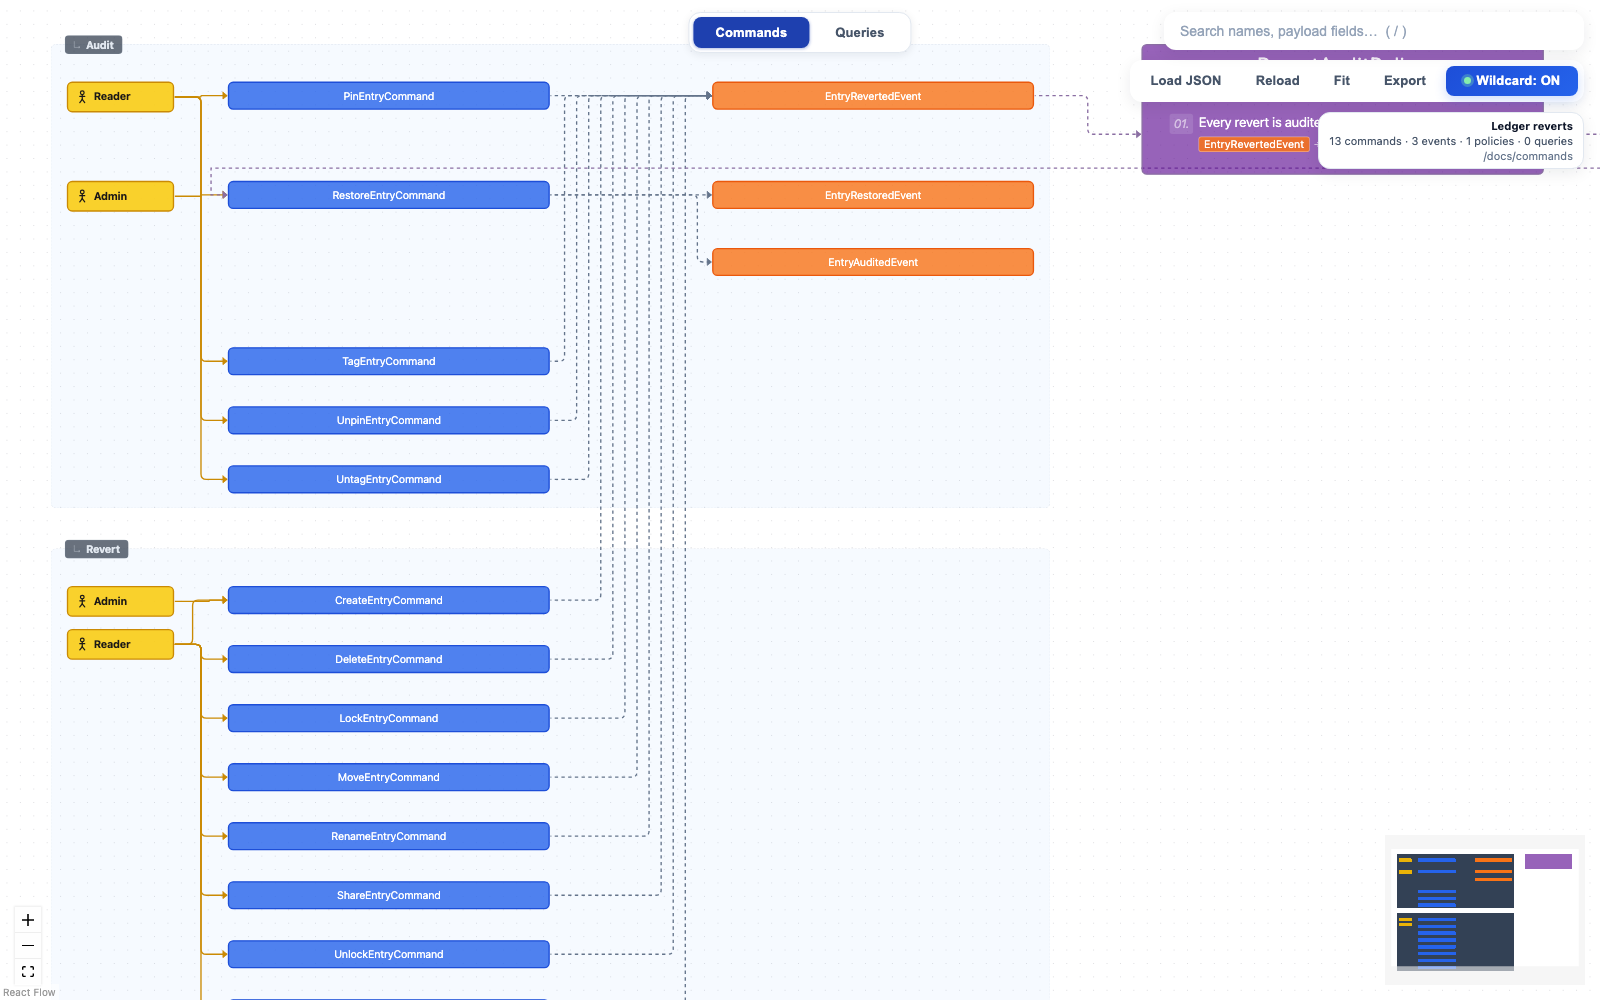 Commands
Queries
Search names, payload fields… ( / )
Load JSON
Reload
Fit
Export
Wildcard: ON
Ledger reverts
13 commands · 3 events · 1 policies · 0 queries
/docs/commands
Audit
Reader
Admin
PinEntryCommand
RestoreEntryCommand
TagEntryCommand
UnpinEntryCommand
UntagEntryCommand
EntryRevertedEvent
EntryRestoredEvent
EntryAuditedEvent
01.
Every revert is audite
EntryRevertedEvent
Revert
Admin
Reader
CreateEntryCommand
DeleteEntryCommand
LockEntryCommand
MoveEntryCommand
RenameEntryCommand
ShareEntryCommand
UnlockEntryCommand
React Flow